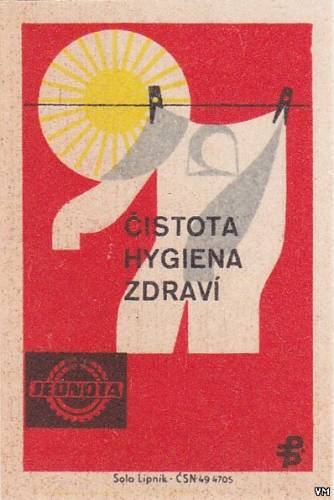 ČISTOTA
HYGIENA
ZDRAVÍ
JEDNOTA
Solo Lipník - ČSN 49 4705
VM